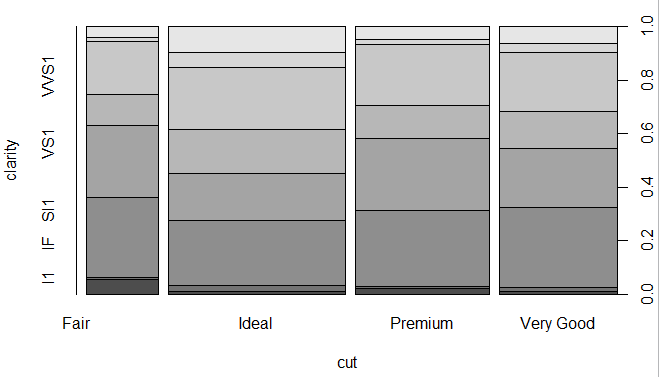 clarity
VVS1
VS1
SI1
IF
I1
1.0
0.8
0.6
0.4
0.2
0.0
Fair Ideal Premium Very Good
cut